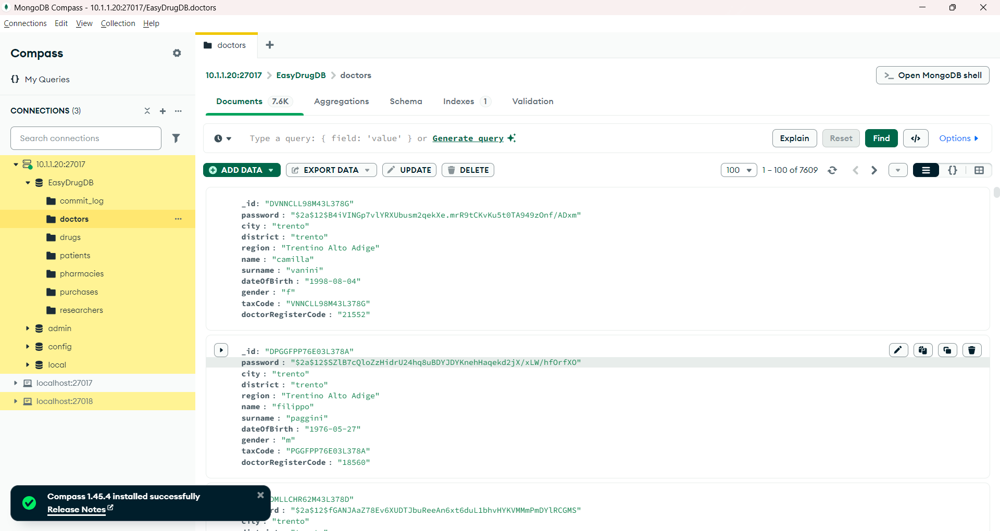 MongoDB Compass - 10.1.1.20:27017/EasyDrugDB.doctors
Connections Edit View Collection Help
Compass
{} My Queries
CONNECTIONS (3)
Search connections
10.1.1.20:27017
EasyDrugDB
commit_log
doctors
drugs
patients
pharmacies
purchases
researchers
admin
config
local
localhost:27017
localhost:27018
Compass 1.45.4 installed successfully
Release Notes
doctors
10.1.1.20:27017 > EasyDrugDB > doctors
>_ Open MongoDB shell
Documents 7.6K Aggregations Schema Indexes 1 Validation
Type a query: { field: 'value' } or Generate query
Explain Reset Find </> Options
ADD DATA EXPORT DATA UPDATE DELETE
100 1 – 100 of 7609 {}
_id: "DVNNCLL98M43L378G"
password : "$2a$12$B4iVINGp7vlYRXUbusm2qekXe.mrR9tCKvKu5t0TA949zOnf/ADxm"
city : "trento"
district : "trento"
region : "Trentino Alto Adige"
name : "camilla"
surname : "vanini"
dateOfBirth : "1998-08-04"
gender : "f"
taxCode : "VNNCLL98M43L378G"
doctorRegisterCode : "21552"
_id: "DPGGFPP76E03L378A"
password : "$2a$12$SZlB7cQloZzHidrU24hq8uBDYJDYKnehHaqekd2jX/xLW/hfOrfXO"
city : "trento"
district : "trento"
region : "Trentino Alto Adige"
name : "filippo"
surname : "paggini"
dateOfBirth : "1976-05-27"
gender : "m"
taxCode : "PGGFPP76E03L378A"
doctorRegisterCode : "18560"
DMLLCHR62M43L378D"
rd : "$2a$12$fGANJAaZ78Ev6XUDTJbuReeAn6xt6duL1bhvHYKVMMmPmDYlRCGMS"
city : "trento"